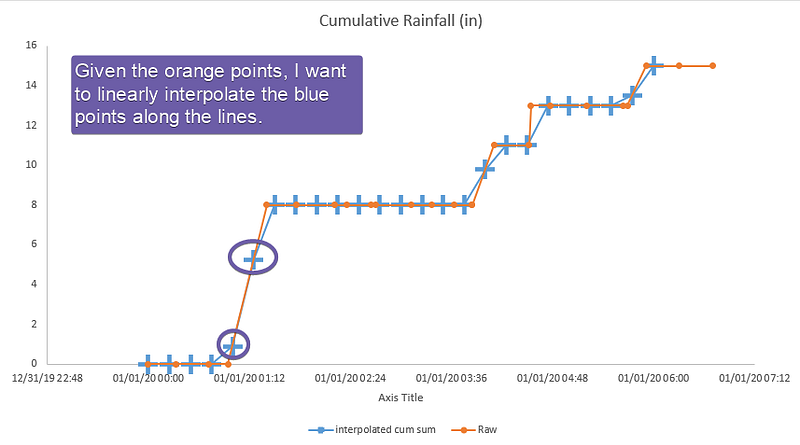 Cumulative Rainfall (in)
Given the orange points, I want
to linearly interpolate the blue
points along the lines.
16
14
12
10
8
6
4
2
0
12/31/19 22:48 01/01/20 00:00 01/01/20 01:12 01/01/20 02:24 01/01/20 03:36 01/01/20 04:48 01/01/20 06:00 01/01/20 07:12
Axis Title
interpolated cum sum Raw